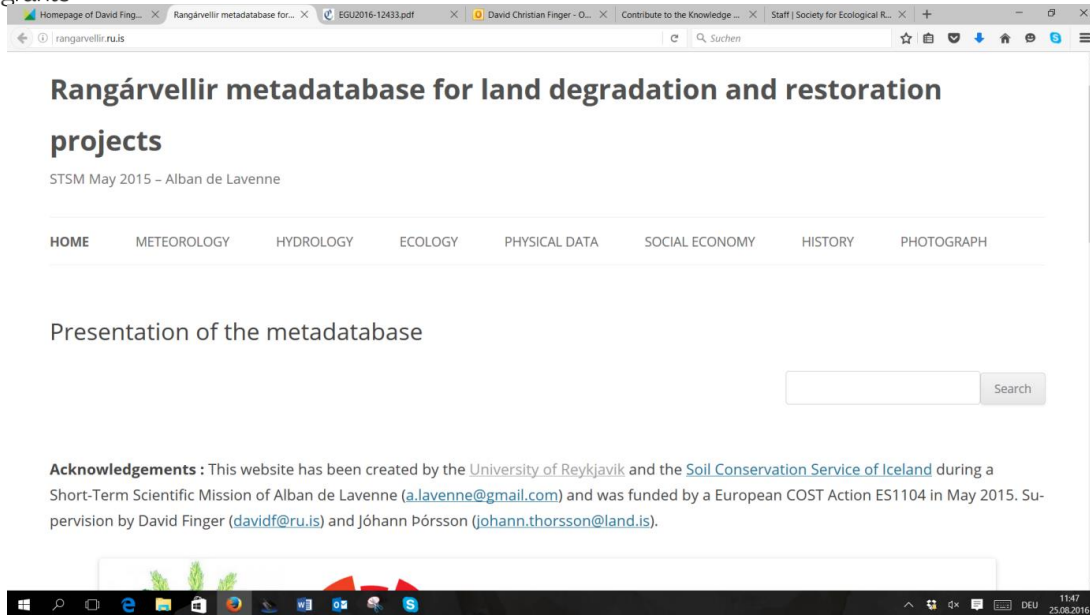 grants
Homepage of David Fing...
Rangárvellir metadatabase for...
EGU2016-12433.pdf
David Christian Finger - O...
Contribute to the Knowledge ...
Staff | Society for Ecological R...
rangarvellir.ru.is
Suchen
Rangárvellir metadatabase for land degradation and restoration
projects
STSM May 2015 – Alban de Lavenne
HOME METEOROLOGY HYDROLOGY ECOLOGY PHYSICAL DATA SOCIAL ECONOMY HISTORY PHOTOGRAPH
Presentation of the metadatabase
Search
Acknowledgements : This website has been created by the University of Reykjavik and the Soil Conservation Service of Iceland during a
Short-Term Scientific Mission of Alban de Lavenne (a.lavenne@gmail.com) and was funded by a European COST Action ES1104 in May 2015. Su-
pervision by David Finger (davidf@ru.is) and Jóhann Þórsson (johann.thorsson@land.is).
DEU
11:47
25.08.2016